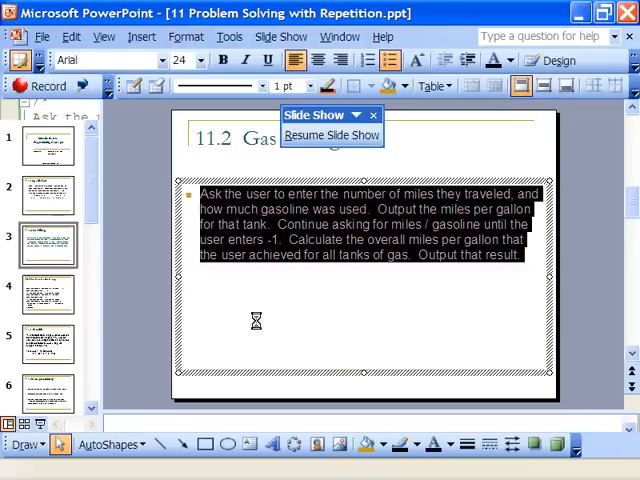 Microsoft PowerPoint - [11 Problem Solving with Repetition.ppt]
File Edit View Insert Format Tools Slide Show Window Help Type a question for help
Arial 24 B I U Design
Record 1 pt Table
Ask the
Slide Show
Resume Slide Show
11.2 Gas
Ask the user to enter the number of miles they traveled, and
how much gasoline was used. Output the miles per gallon
for that tank. Continue asking for miles / gasoline until the
user enters -1. Calculate the overall miles per gallon that
the user achieved for all tanks of gas. Output that result.
1
2
3
4
5
6
Draw AutoShapes